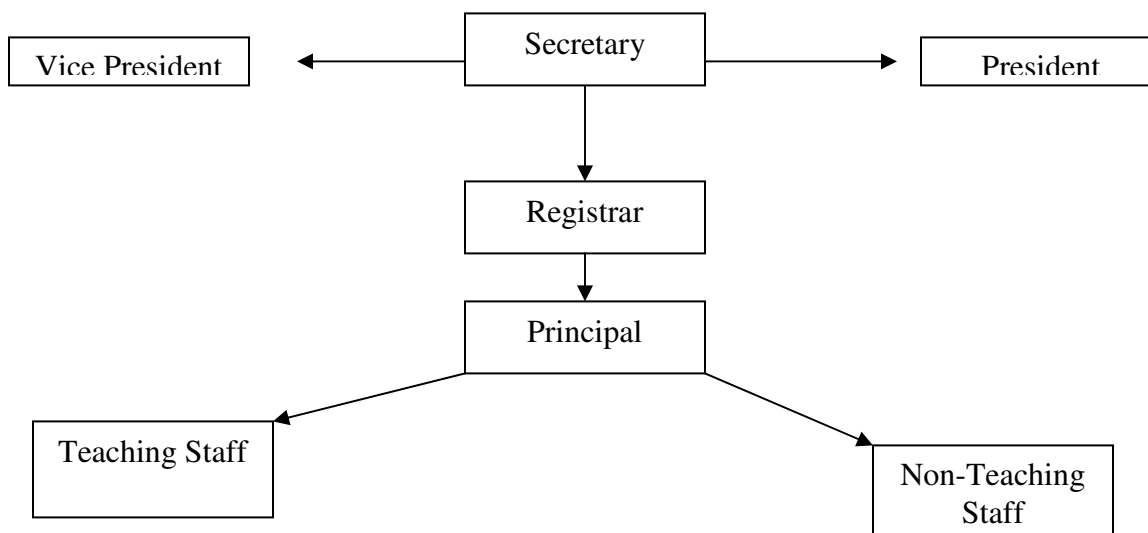 Secretary
Vice President
President
Registrar
Principal
Teaching Staff
Non-Teaching
Staff